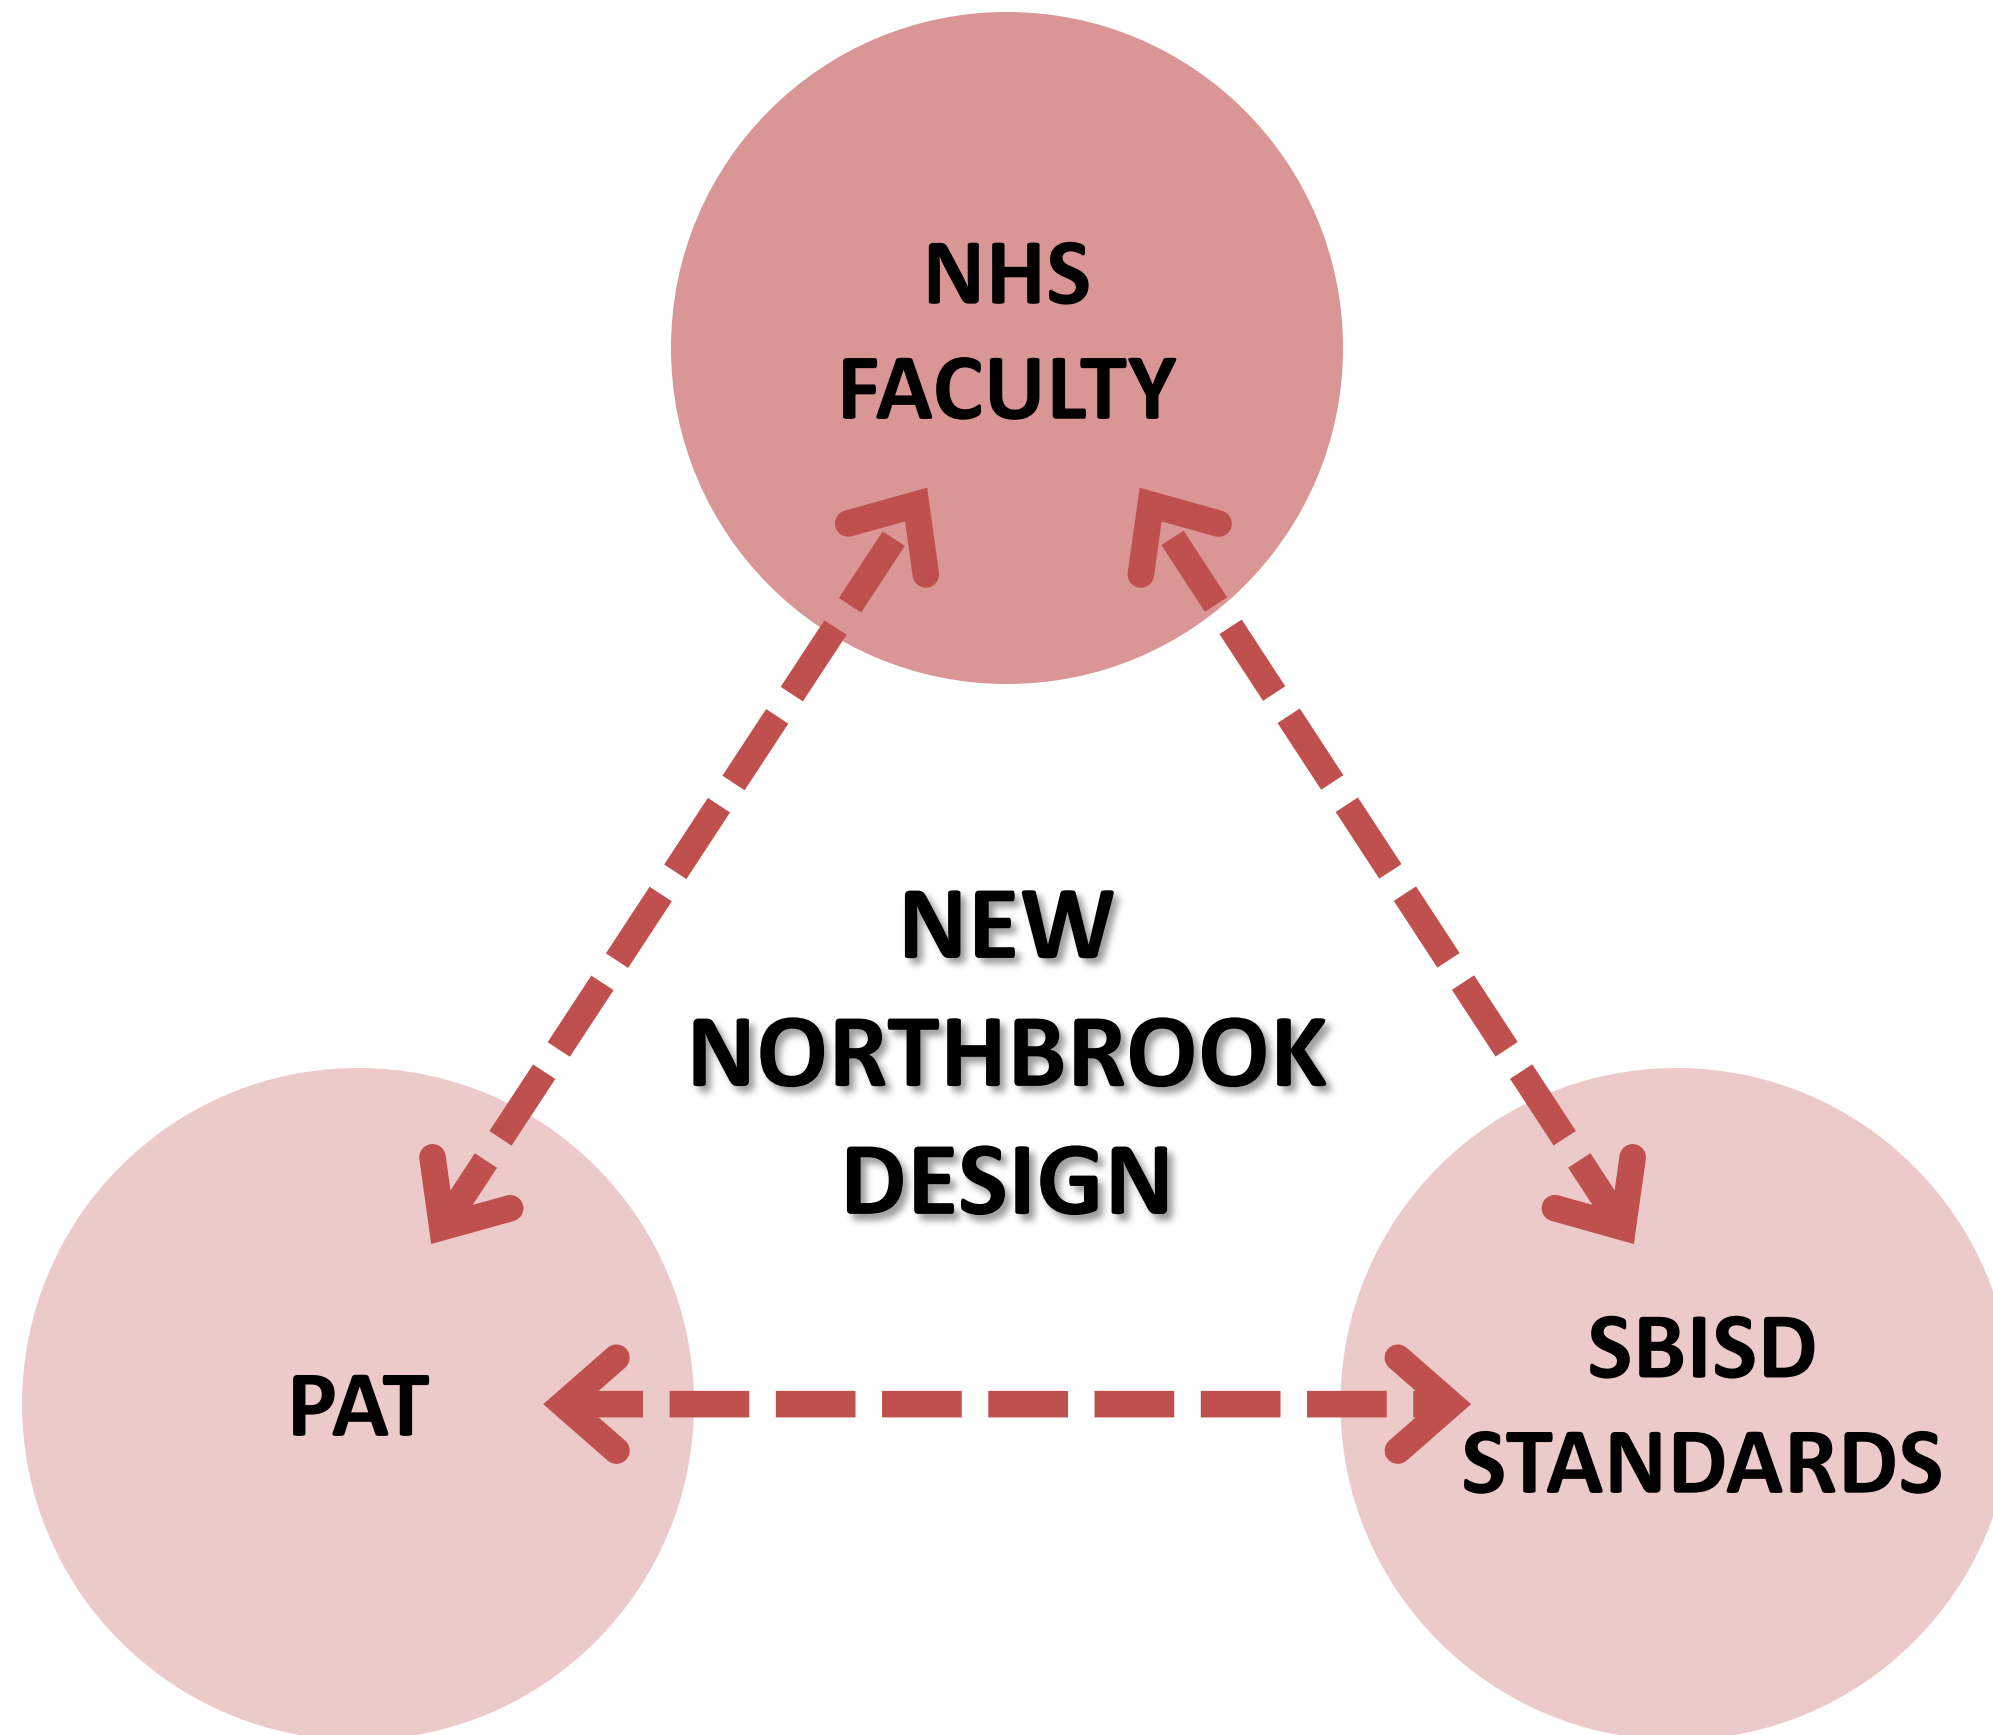 NHS
FACULTY
NEW
NORTHBROOK
DESIGN
PAT
SBISD
STANDARDS